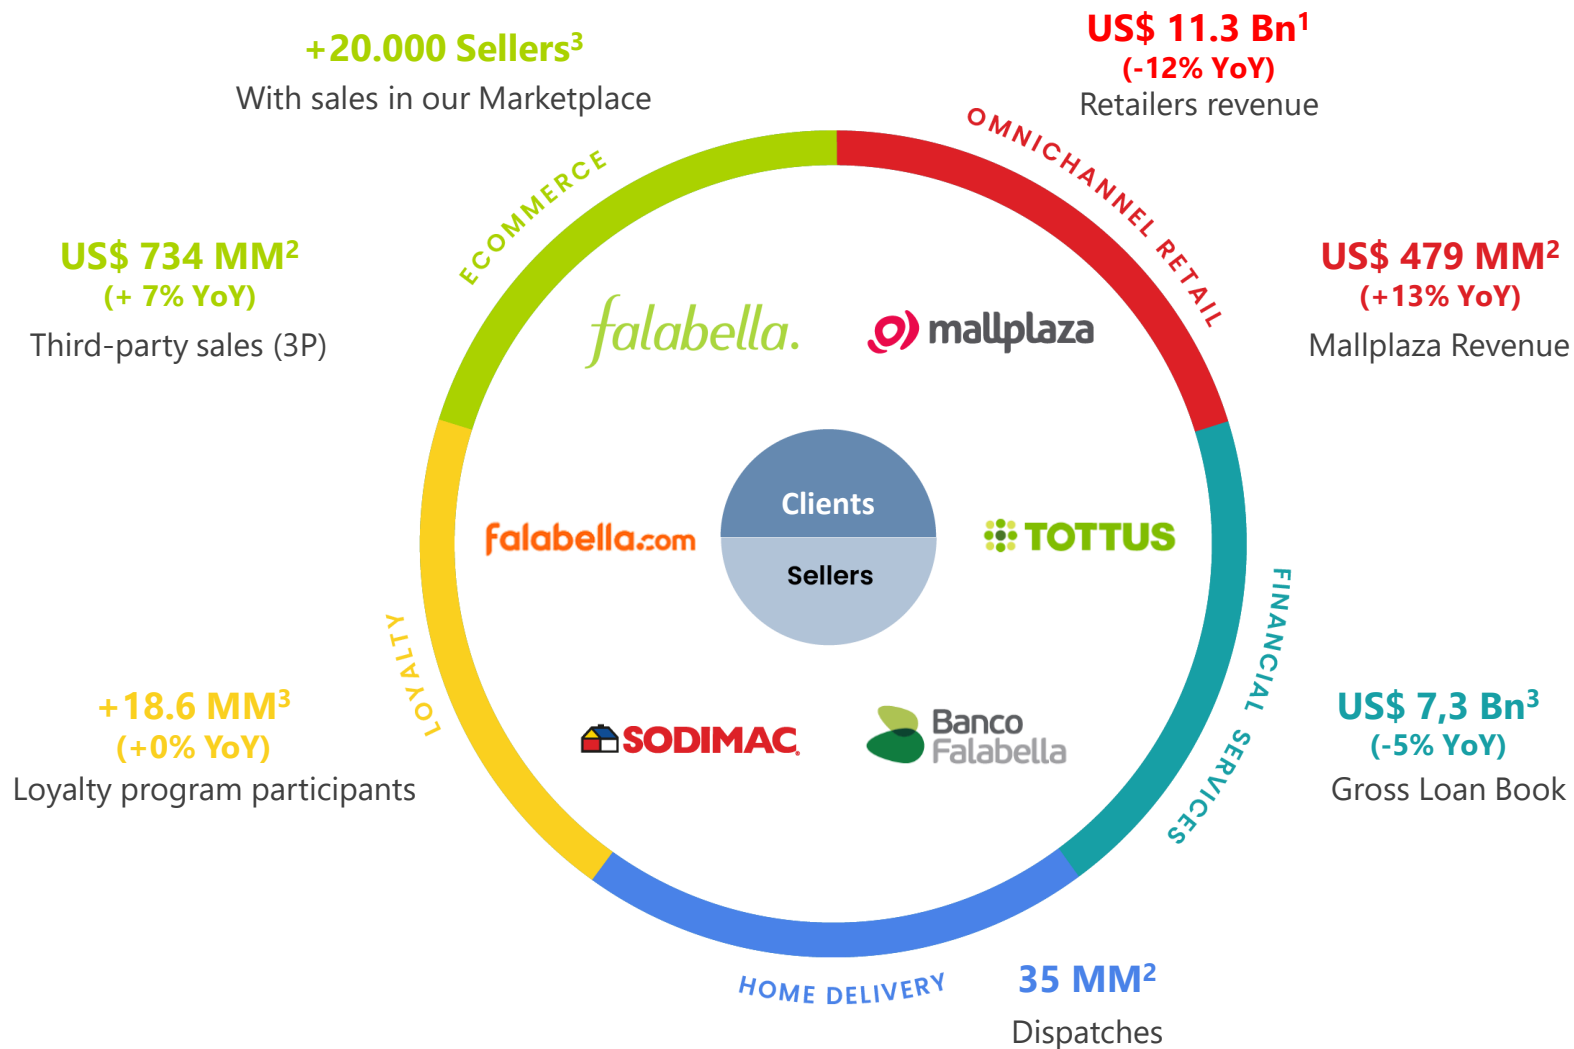 +20.000 Sellers³
With sales in our Marketplace
US$ 11.3 Bn¹
(-12% YoY)
Retailers revenue
ECOMMERCE
OMNICHANNEL RETAIL
US$ 734 MM²
(+ 7% YoY)
Third-party sales (3P)
US$ 479 MM²
(+13% YoY)
Mallplaza Revenue
falabella.
mallplaza
Clients
Sellers
falabella.com
TOTTUS
LOYALTY
FINANCIAL SERVICES
+18.6 MM³
(+0% YoY)
Loyalty program participants
SODIMAC
Banco
Falabella
US$ 7,3 Bn³
(-5% YoY)
Gross Loan Book
HOME DELIVERY
35 MM²
Dispatches